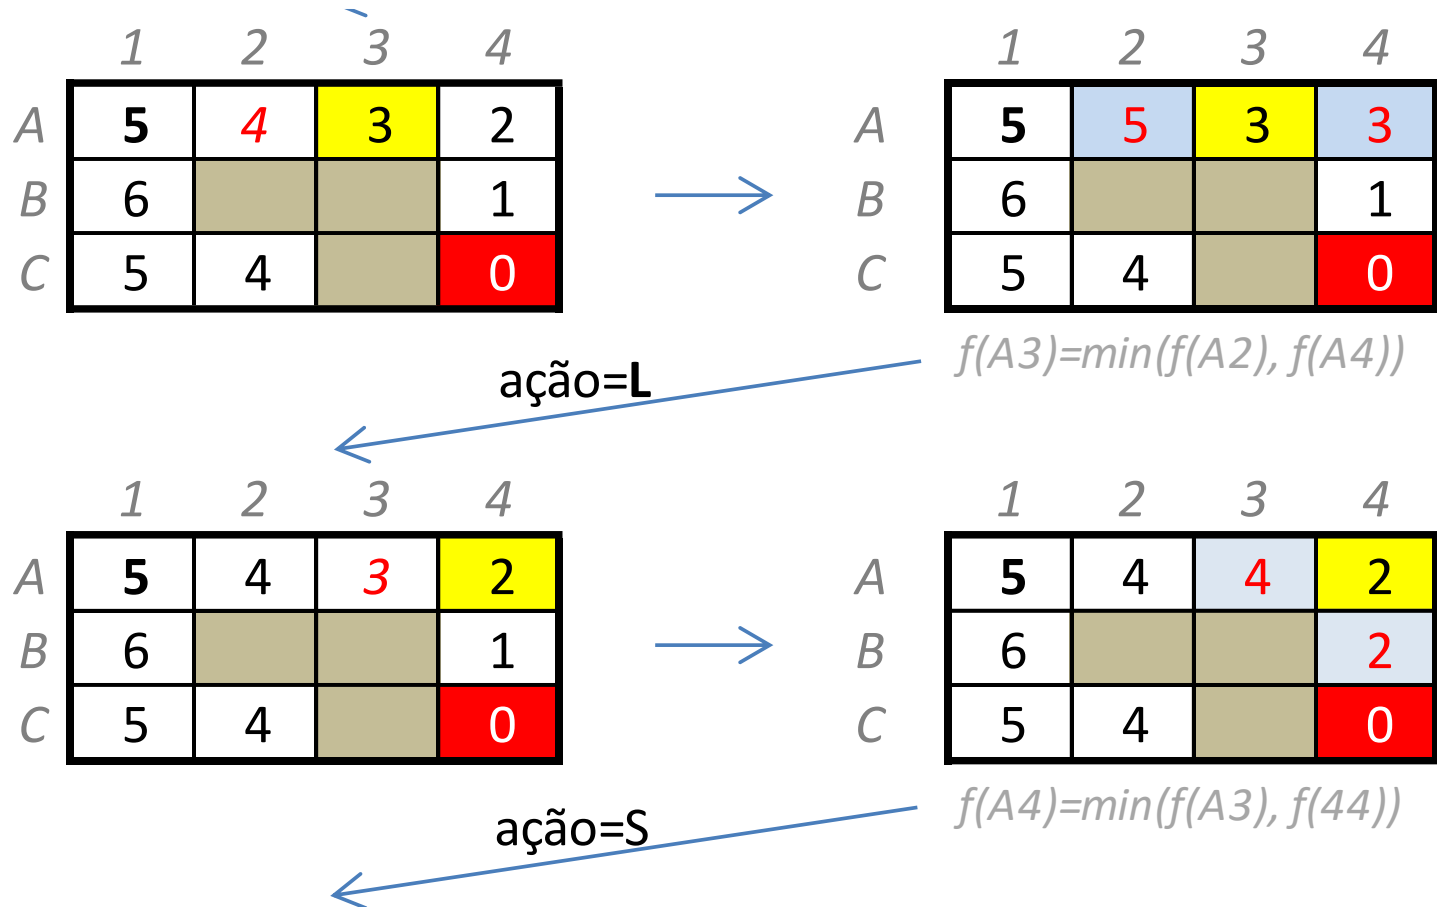 1 2 3 4 1 2 3 4
A 5 4 3 2 A 5 5 3 3
B 6 1 B 6 1
C 5 4 0 C 5 4 0
f(A3)=min(f(A2), f(A4))
ação=L
1 2 3 4 1 2 3 4
A 5 4 3 2 A 5 4 4 2
B 6 1 B 6 2
C 5 4 0 C 5 4 0
f(A4)=min(f(A3), f(44))
ação=S